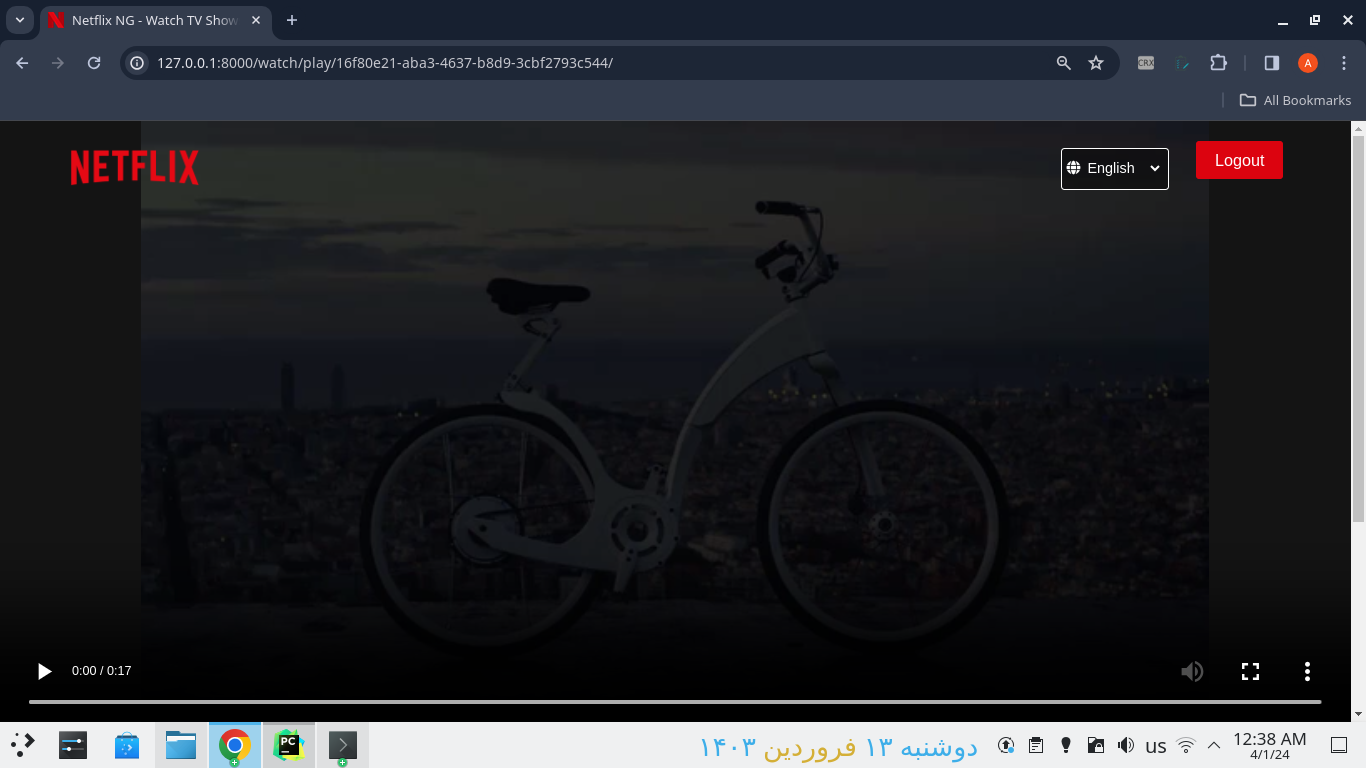 Netflix NG - Watch TV Show
127.0.0.1:8000/watch/play/16f80e21-aba3-4637-b8d9-3cbf2793c544/
CRX
A
All Bookmarks
NETFLIX
English
Logout
0:00 / 0:17
PC
دوشنبه ۱۳ فروردین ۱۴۰۳
us
12:38 AM
4/1/24